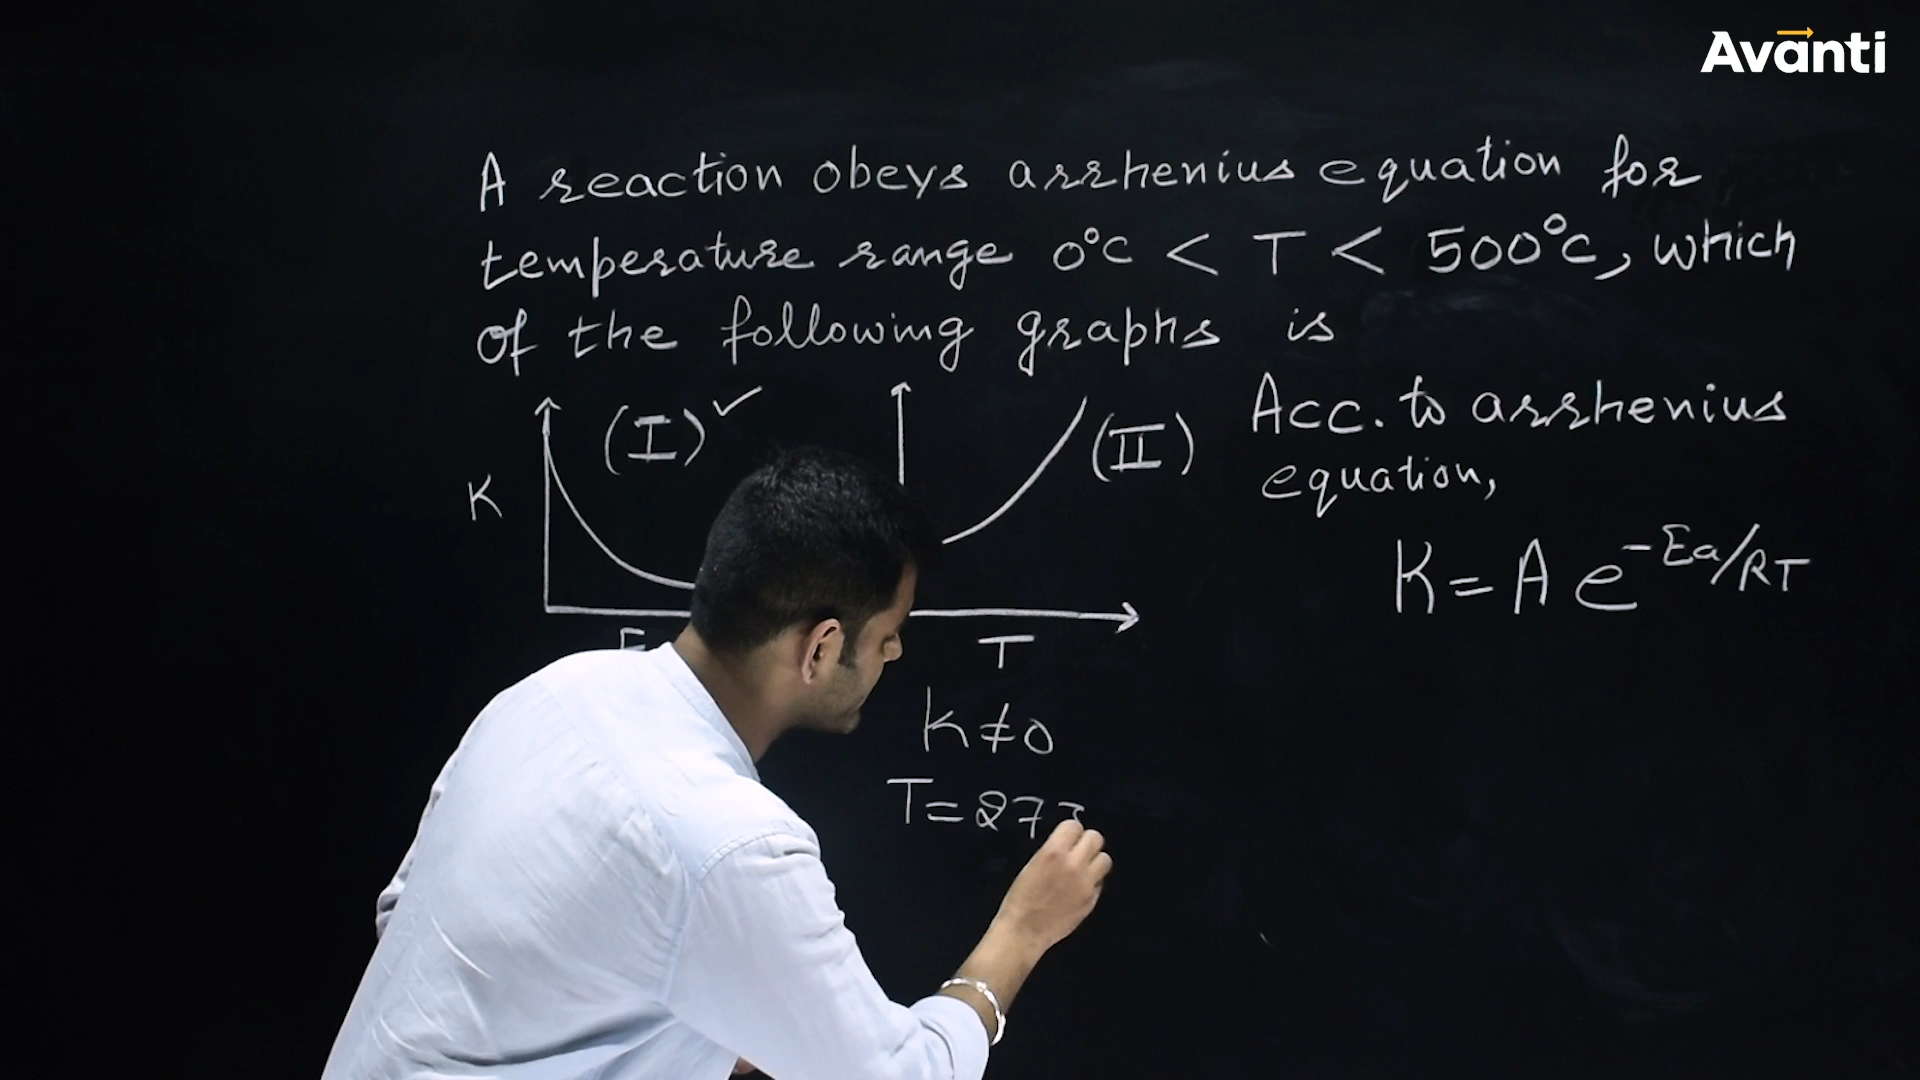 Avanti
A reaction obeys arrhenius equation for
temperature range 0°C < T < 500°C, which
of the following graphs is
(I) ✓
(II)
K
T
K≠0
T=273
Acc. to arrhenius
equation,
K = A e^-Ea/RT